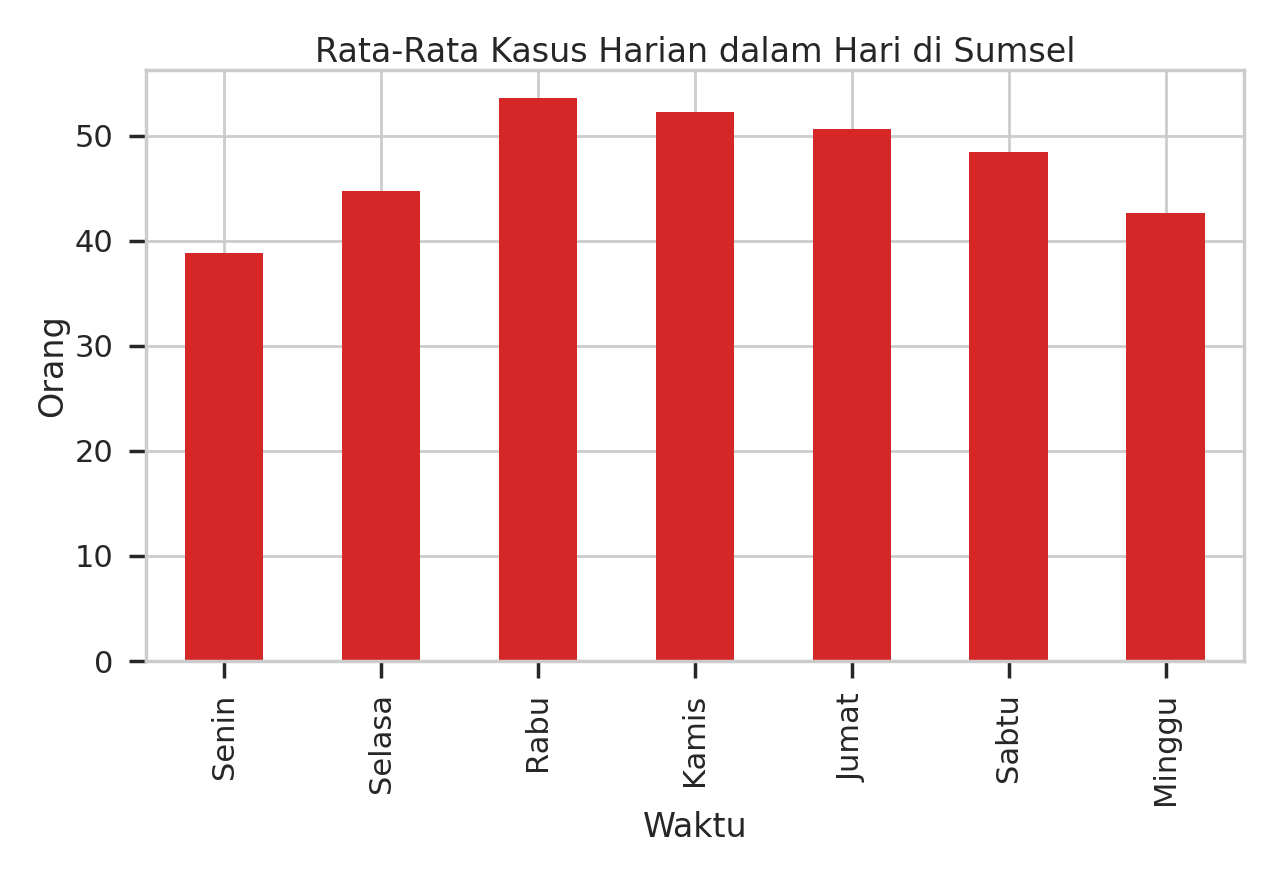 Rata-Rata Kasus Harian dalam Hari di Sumsel
Orang
50
40
30
20
10
0
Senin
Selasa
Rabu
Kamis
Jumat
Sabtu
Minggu
Waktu